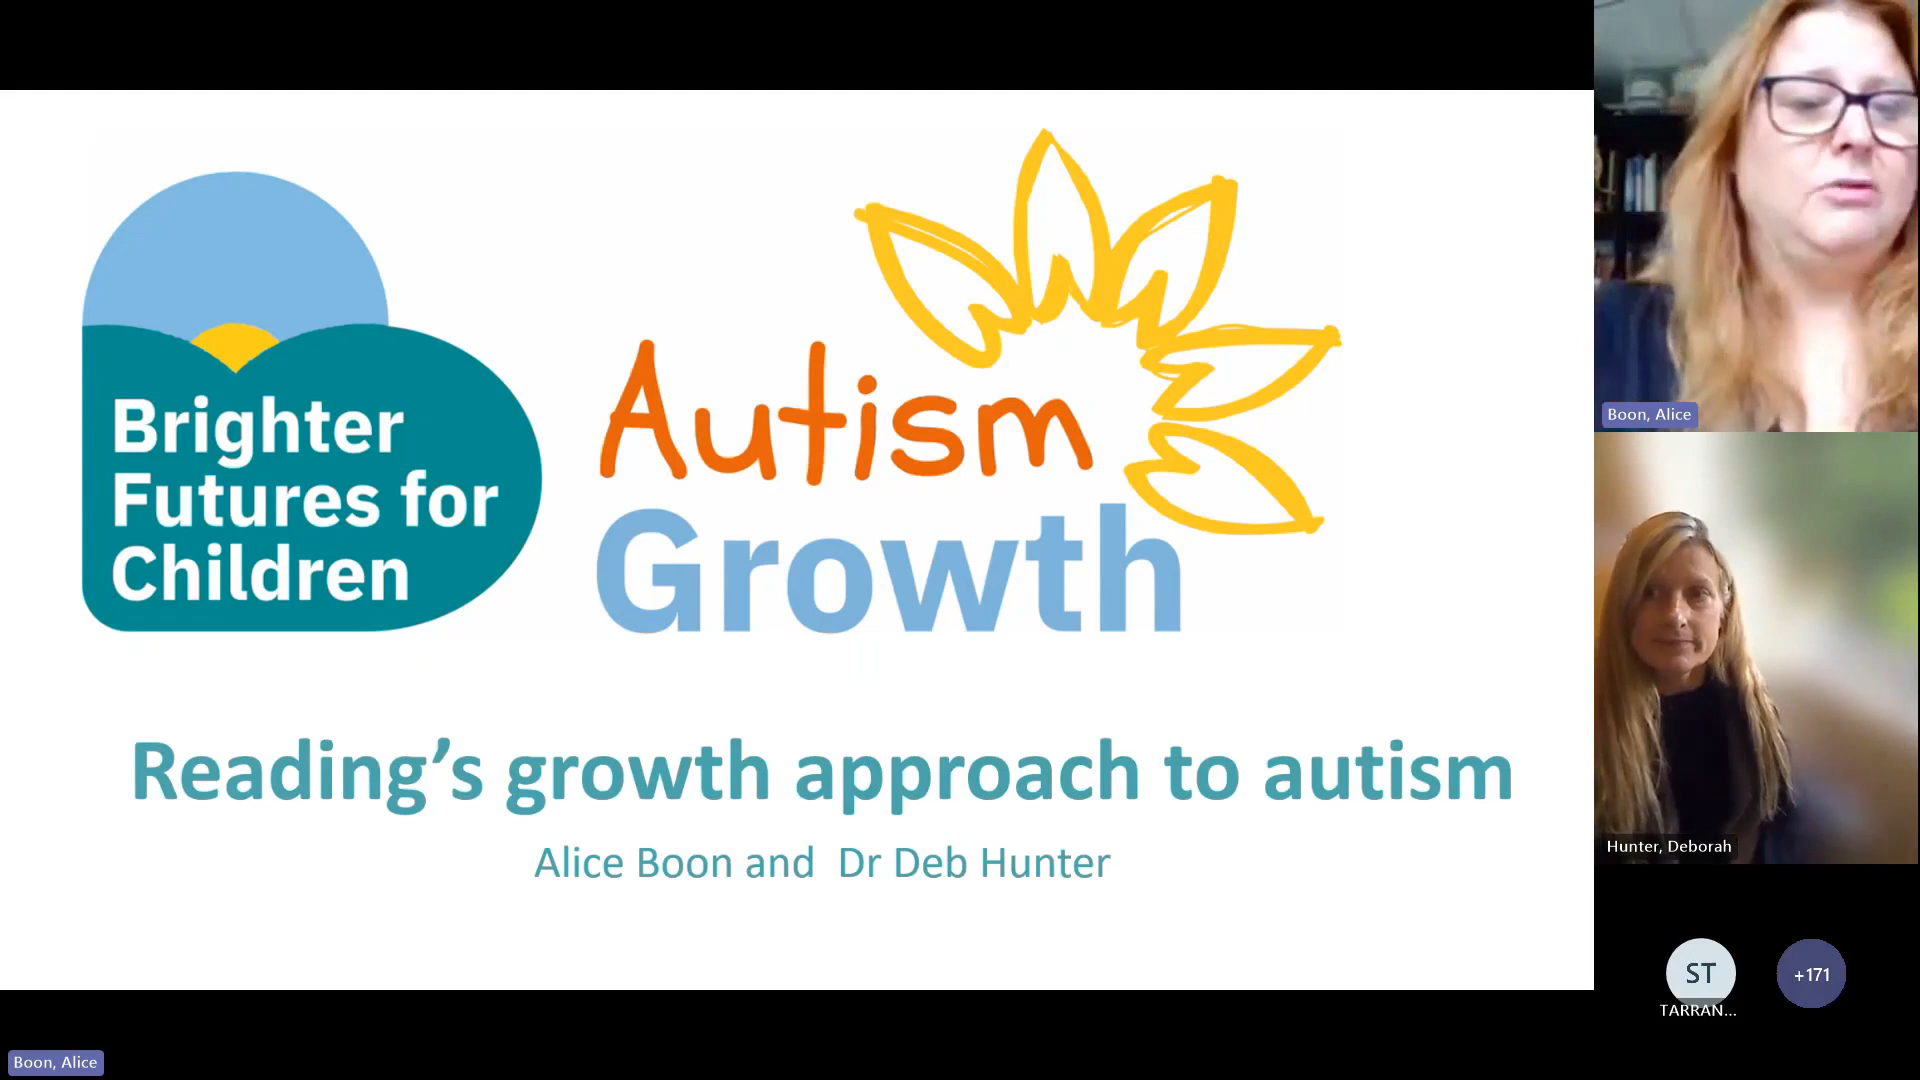 Brighter
Futures for
Children
Autism
Growth
Reading’s growth approach to autism
Alice Boon and  Dr Deb Hunter
Boon, Alice
Hunter, Deborah
ST
+171
TARRAN...
Boon, Alice